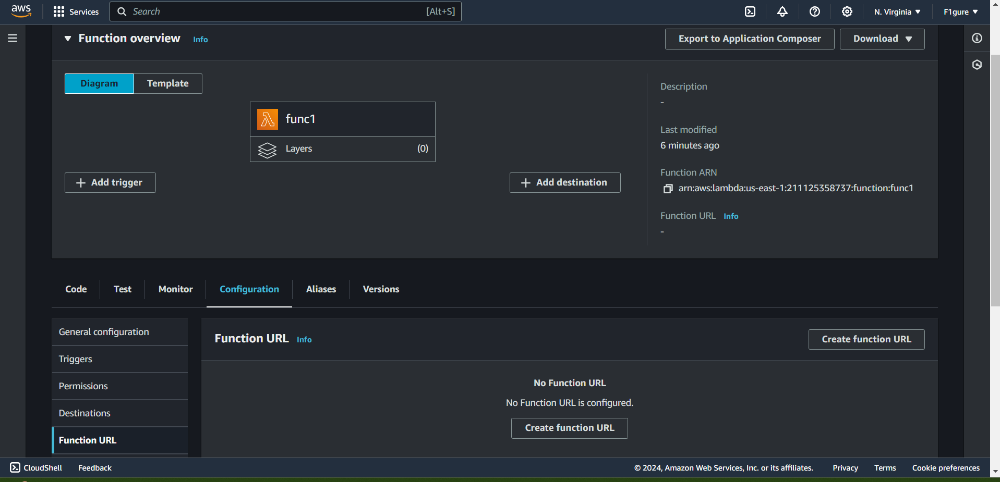 aws
Services
Search
[Alt+S]
N. Virginia
F1gure
Function overview
Info
Export to Application Composer
Download
Diagram
Template
func1
Layers
(0)
Add trigger
Add destination
Description
-
Last modified
6 minutes ago
Function ARN
arn:aws:lambda:us-east-1:211125358737:function:func1
Function URL
Info
-
Code
Test
Monitor
Configuration
Aliases
Versions
General configuration
Triggers
Permissions
Destinations
Function URL
Function URL
Info
Create function URL
No Function URL
No Function URL is configured.
Create function URL
CloudShell
Feedback
© 2024, Amazon Web Services, Inc. or its affiliates.
Privacy
Terms
Cookie preferences